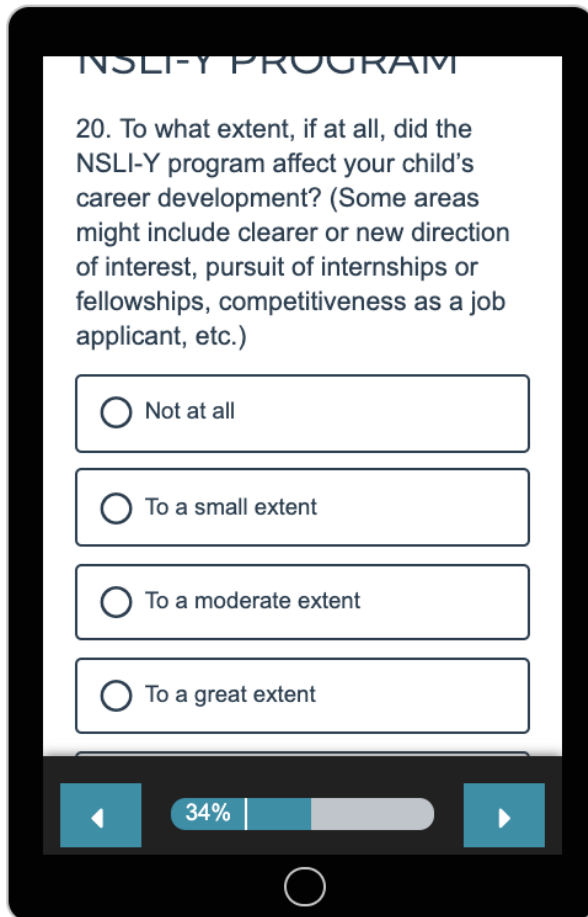 NSLI-Y PROGRAM
20. To what extent, if at all, did the
NSLI-Y program affect your child’s
career development? (Some areas
might include clearer or new direction
of interest, pursuit of internships or
fellowships, competitiveness as a job
applicant, etc.)
Not at all
To a small extent
To a moderate extent
To a great extent
34%